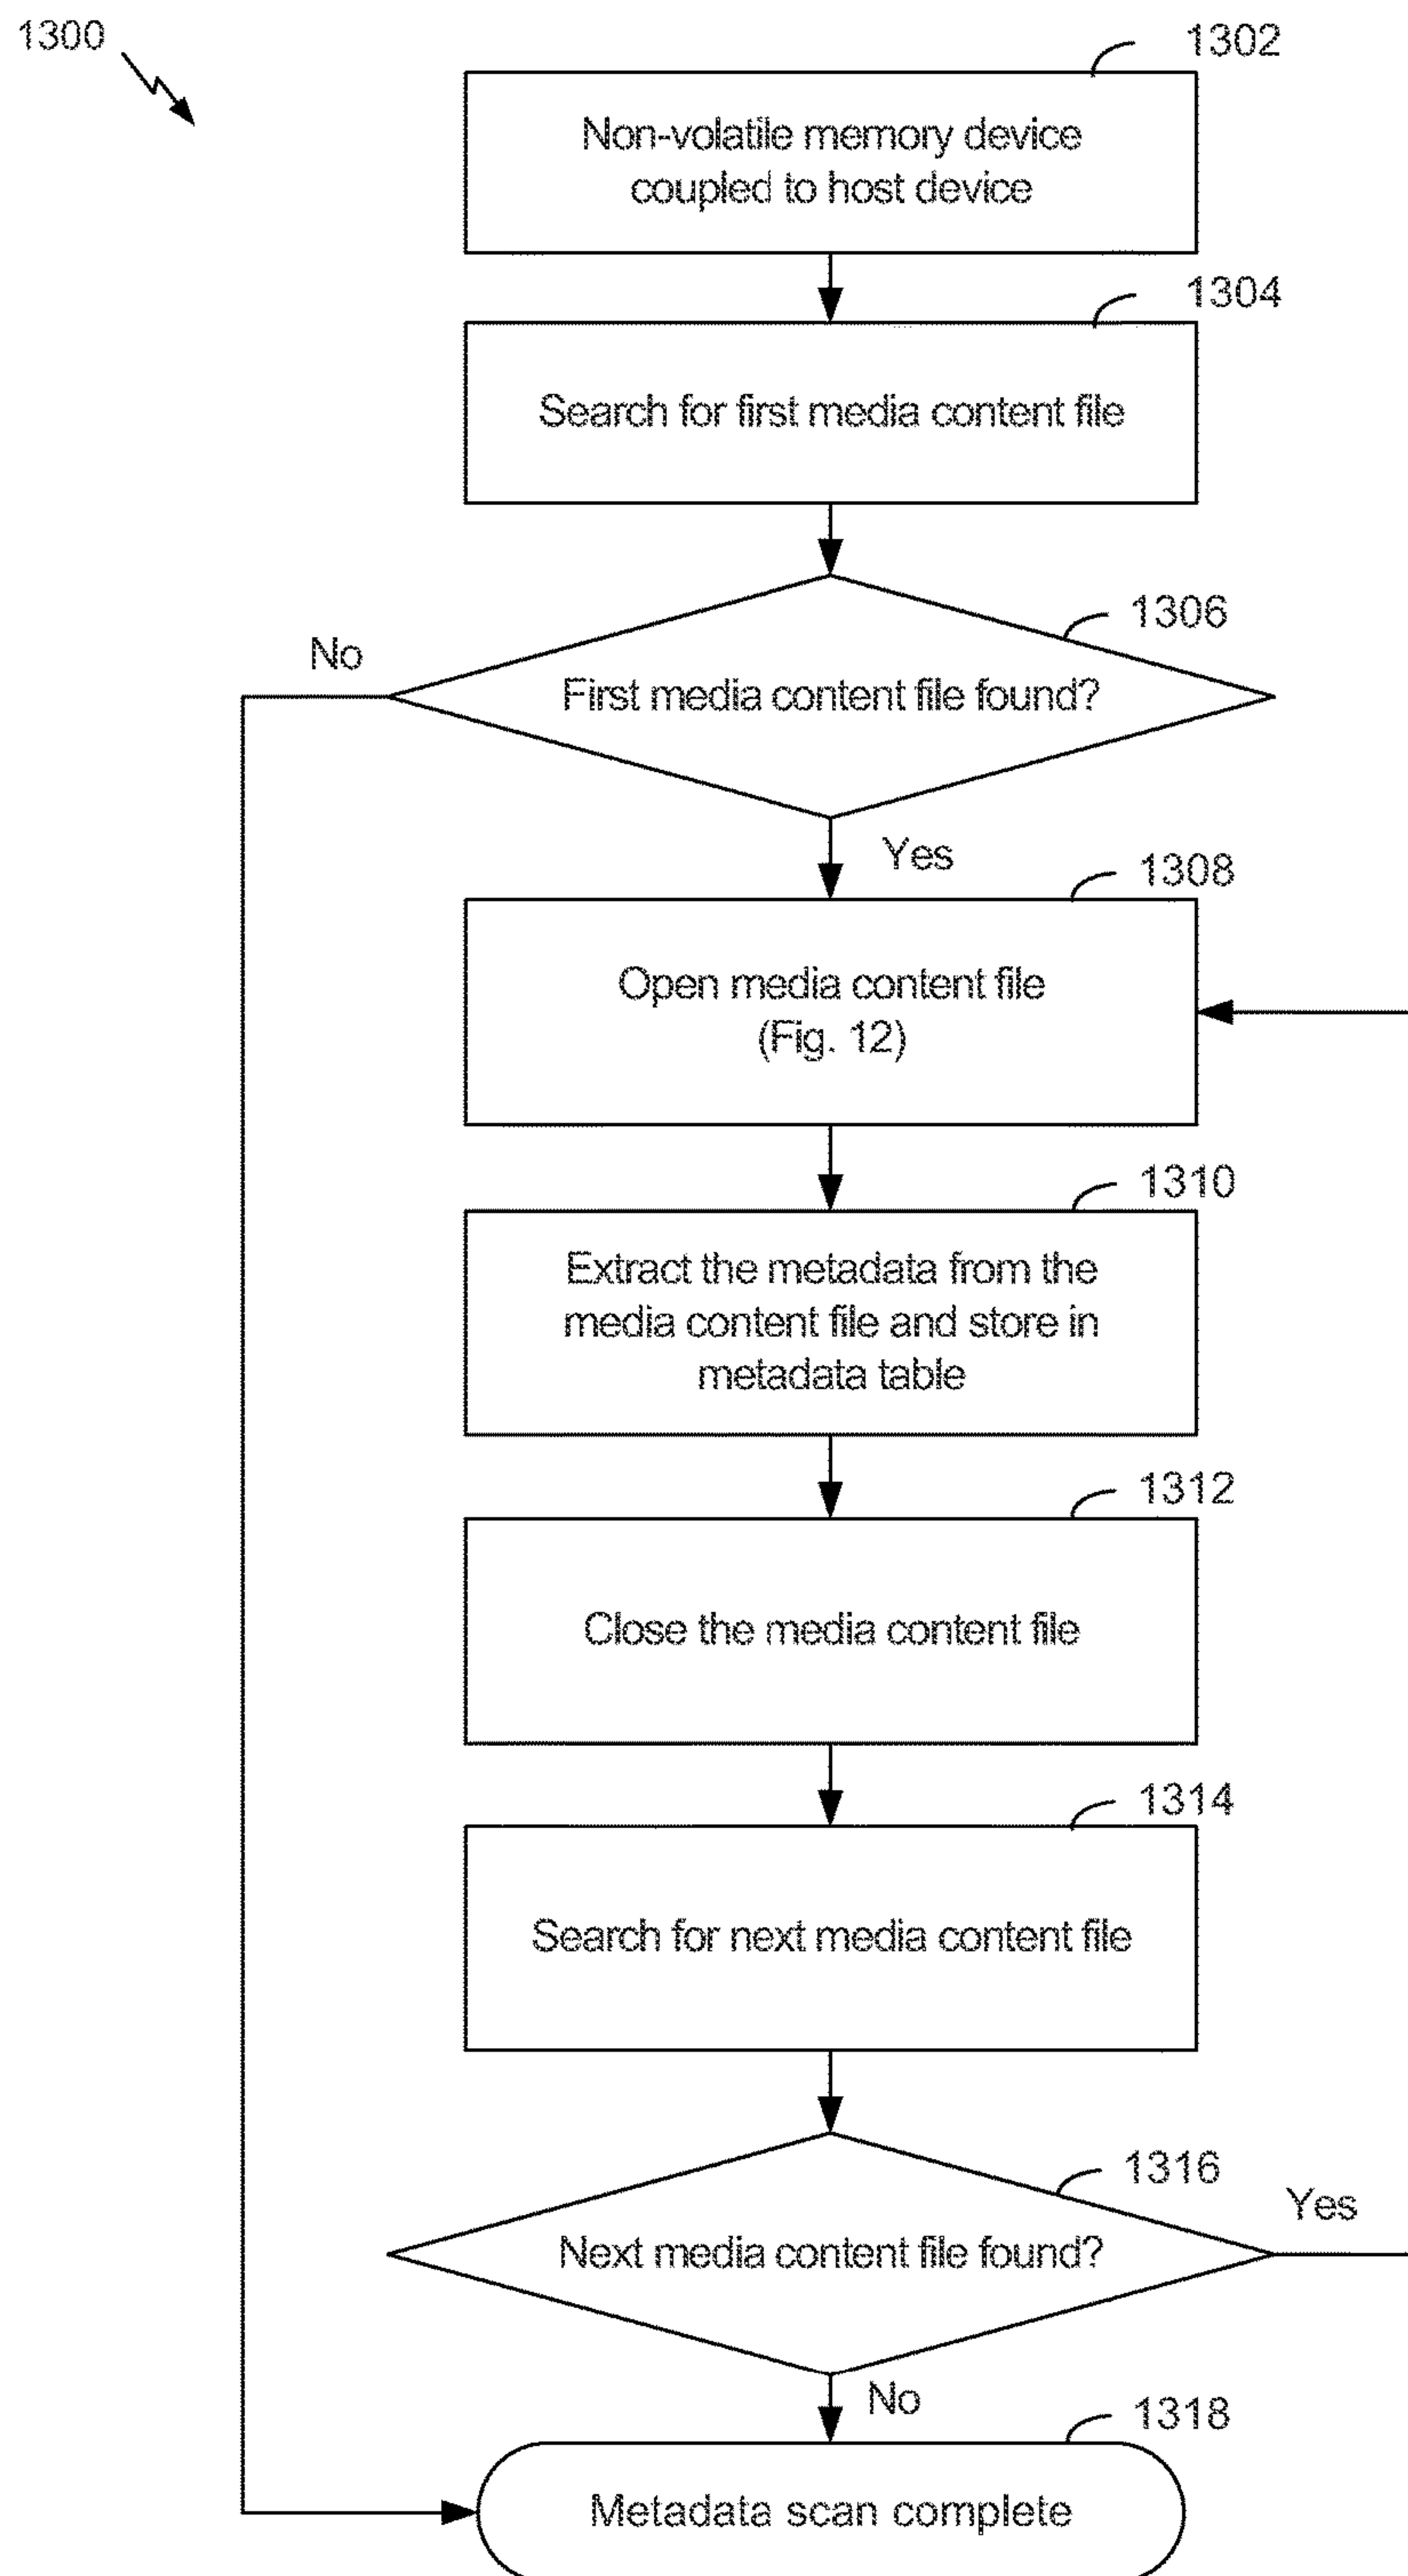 1300
1302
Non-volatile memory device
coupled to host device
1304
Search for first media content file
1306
No
First media content file found?
Yes
1308
Open media content file
(Fig. 12)
1310
Extract the metadata from the
media content file and store in
metadata table
1312
Close the media content file
1314
Search for next media content file
1316
Yes
Next media content file found?
No
1318
Metadata scan complete